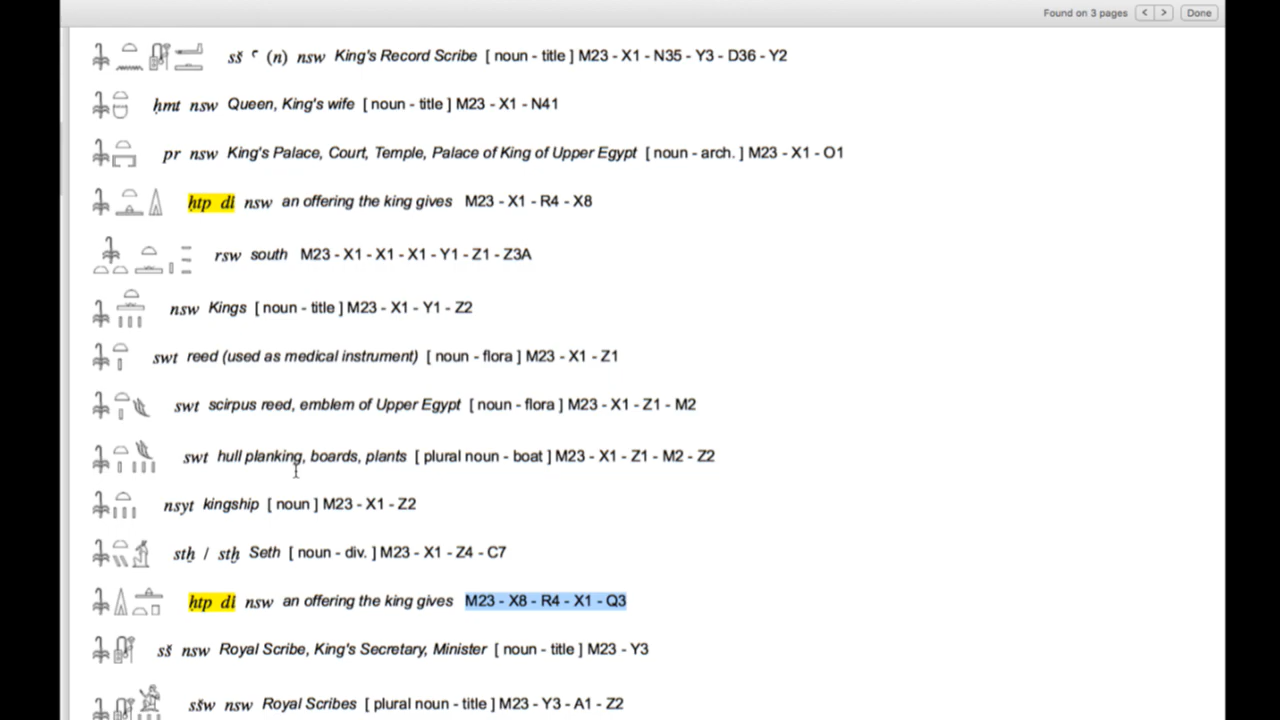 Found on 3 pages < > Done
sš ꜥ (n) nsw King's Record Scribe [ noun - title ] M23 - X1 - N35 - Y3 - D36 - Y2
ḥmt nsw Queen, King's wife [ noun - title ] M23 - X1 - N41
pr nsw King's Palace, Court, Temple, Palace of King of Upper Egypt [ noun - arch. ] M23 - X1 - O1
ḥtp di nsw an offering the king gives M23 - X1 - R4 - X8
rsw south M23 - X1 - X1 - X1 - Y1 - Z1 - Z3A
nsw Kings [ noun - title ] M23 - X1 - Y1 - Z2
swt reed (used as medical instrument) [ noun - flora ] M23 - X1 - Z1
swt scirpus reed, emblem of Upper Egypt [ noun - flora ] M23 - X1 - Z1 - M2
swt hull planking, boards, plants [ plural noun - boat ] M23 - X1 - Z1 - M2 - Z2
nsyt kingship [ noun ] M23 - X1 - Z2
stẖ / stḫ Seth [ noun - div. ] M23 - X1 - Z4 - C7
ḥtp di nsw an offering the king gives M23 - X8 - R4 - X1 - Q3
sš nsw Royal Scribe, King's Secretary, Minister [ noun - title ] M23 - Y3
sšw nsw Royal Scribes [ plural noun - title ] M23 - Y3 - A1 - Z2